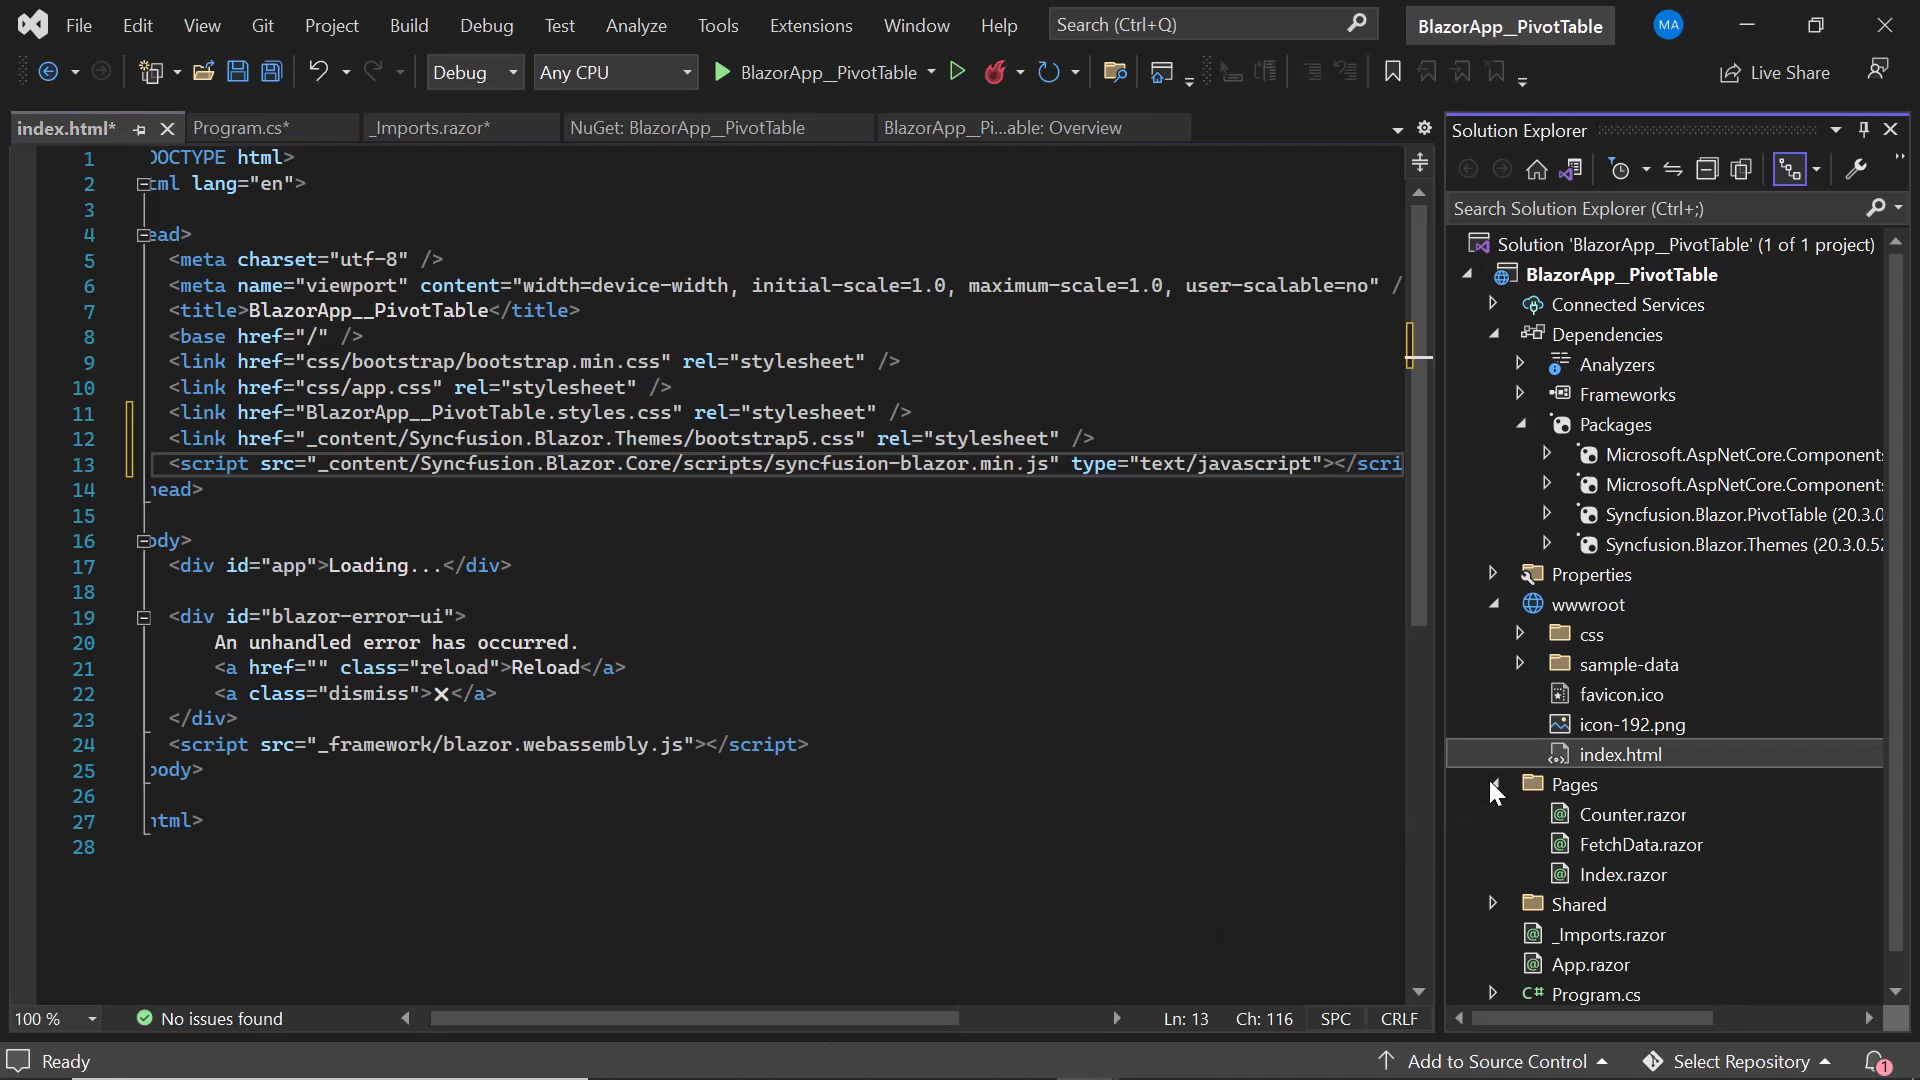 File Edit View Git Project Build Debug Test Analyze Tools Extensions Window Help Search (Ctrl+Q) BlazorApp__PivotTable MA
Debug Any CPU BlazorApp__PivotTable Live Share
index.html* Program.cs* _Imports.razor* NuGet: BlazorApp__PivotTable BlazorApp__Pi...able: Overview
1 DOCTYPE html>
2 tml lang="en">
3
4 ead>
5 <meta charset="utf-8" />
6 <meta name="viewport" content="width=device-width, initial-scale=1.0, maximum-scale=1.0, user-scalable=no" /
7 <title>BlazorApp__PivotTable</title>
8 <base href="/" />
9 <link href="css/bootstrap/bootstrap.min.css" rel="stylesheet" />
10 <link href="css/app.css" rel="stylesheet" />
11 <link href="BlazorApp__PivotTable.styles.css" rel="stylesheet" />
12 <link href="_content/Syncfusion.Blazor.Themes/bootstrap5.css" rel="stylesheet" />
13 <script src="_content/Syncfusion.Blazor.Core/scripts/syncfusion-blazor.min.js" type="text/javascript"></scri
14 head>
15
16 ody>
17 <div id="app">Loading...</div>
18
19 <div id="blazor-error-ui">
20 An unhandled error has occurred.
21 <a href="" class="reload">Reload</a>
22 <a class="dismiss">🗙</a>
23 </div>
24 <script src="_framework/blazor.webassembly.js"></script>
25 body>
26
27 html>
28
100 % No issues found Ln: 13 Ch: 116 SPC CRLF
Solution Explorer
Search Solution Explorer (Ctrl+;)
Solution 'BlazorApp__PivotTable' (1 of 1 project)
BlazorApp__PivotTable
Connected Services
Dependencies
Analyzers
Frameworks
Packages
Microsoft.AspNetCore.Components
Microsoft.AspNetCore.Components
Syncfusion.Blazor.PivotTable (20.3.0
Syncfusion.Blazor.Themes (20.3.0.52
Properties
wwwroot
css
sample-data
favicon.ico
icon-192.png
index.html
Pages
Counter.razor
FetchData.razor
Index.razor
Shared
_Imports.razor
App.razor
C# Program.cs
Ready Add to Source Control Select Repository 1